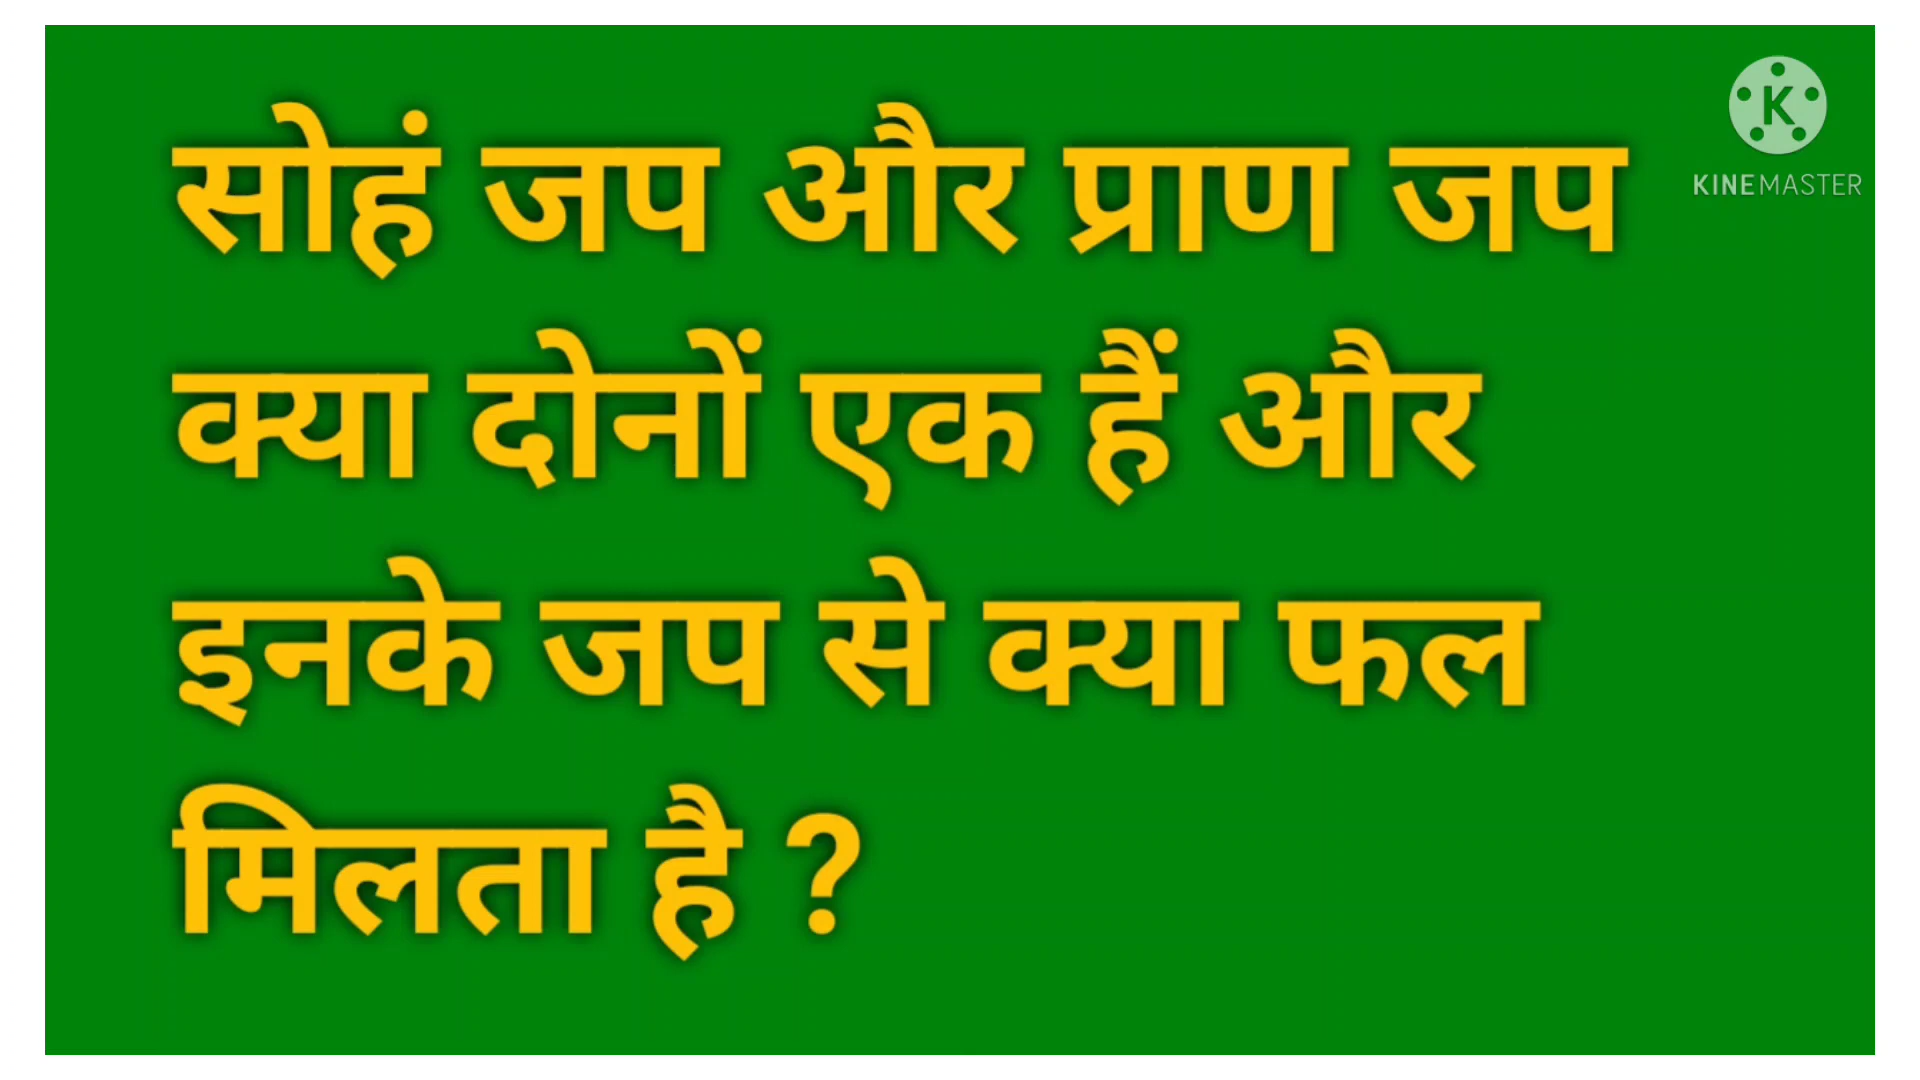 सोहं जप और प्राण जप
क्या दोनों एक हैं और
इनके जप से क्या फल
मिलता है ?
K
KINEMASTER